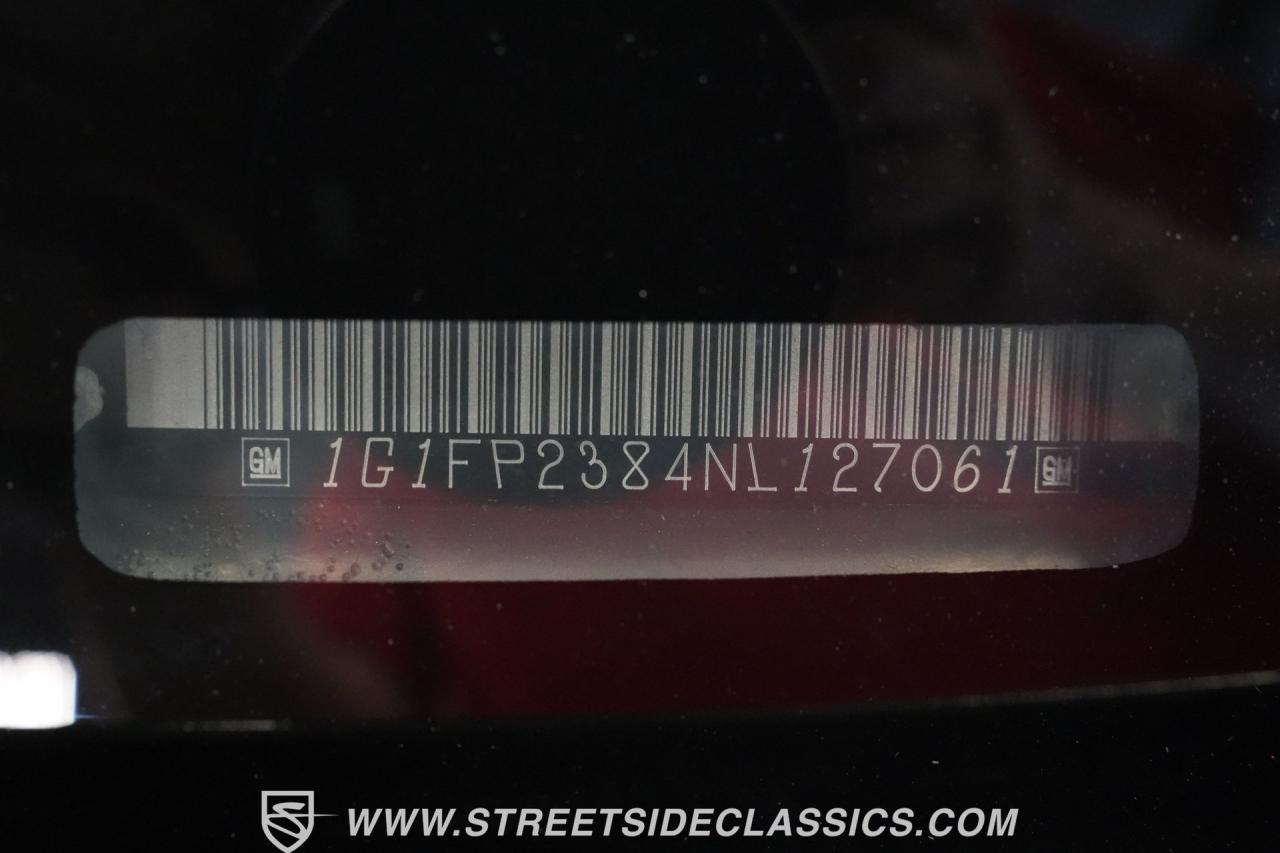 GM 1G1FP2384NL127061 GM
WWW.STREETSIDECLASSICS.COM